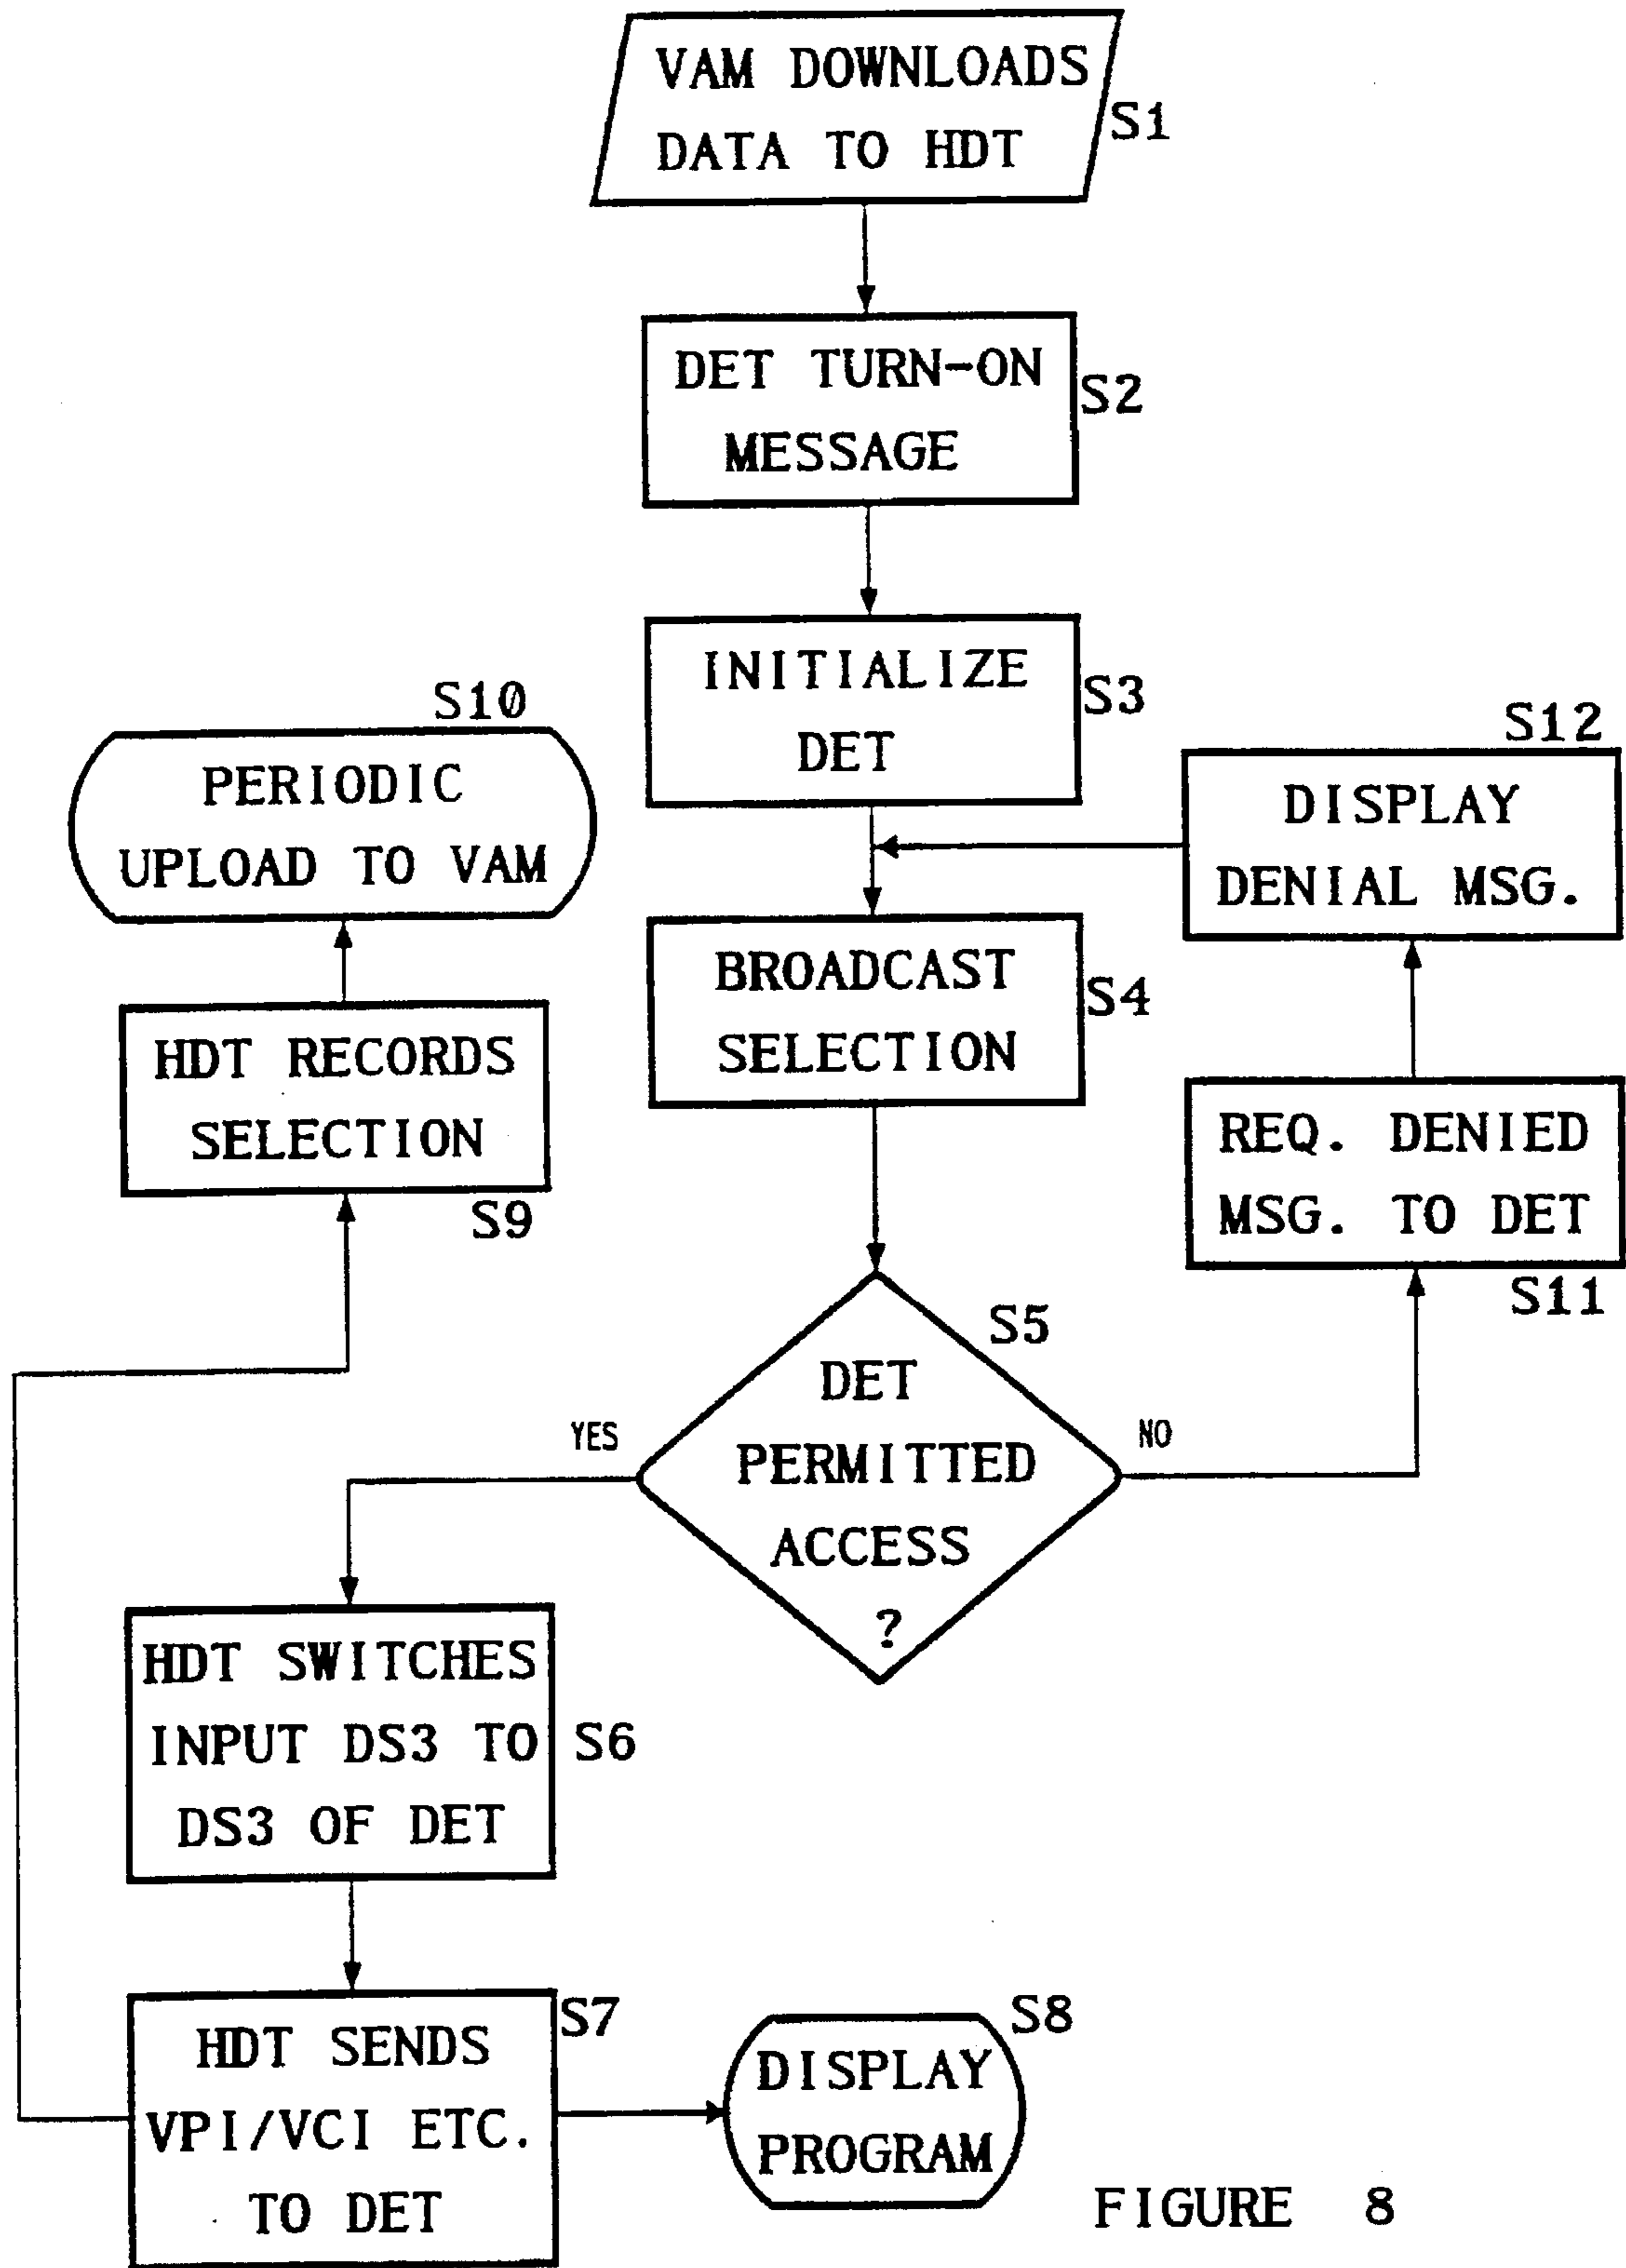 VAM DOWNLOADS
DATA TO HDT
S1
DET TURN-ON
MESSAGE
S2
INITIALIZE
DET
S3
S10
PERIODIC
UPLOAD TO VAM
S12
DISPLAY
DENIAL MSG.
BROADCAST
SELECTION
S4
HDT RECORDS
SELECTION
S9
REQ. DENIED
MSG. TO DET
S11
S5
DET
PERMITTED
ACCESS
?
YES
NO
HDT SWITCHES
INPUT DS3 TO
DS3 OF DET
S6
HDT SENDS
VPI/VCI ETC.
TO DET
S7
S8
DISPLAY
PROGRAM
FIGURE 8